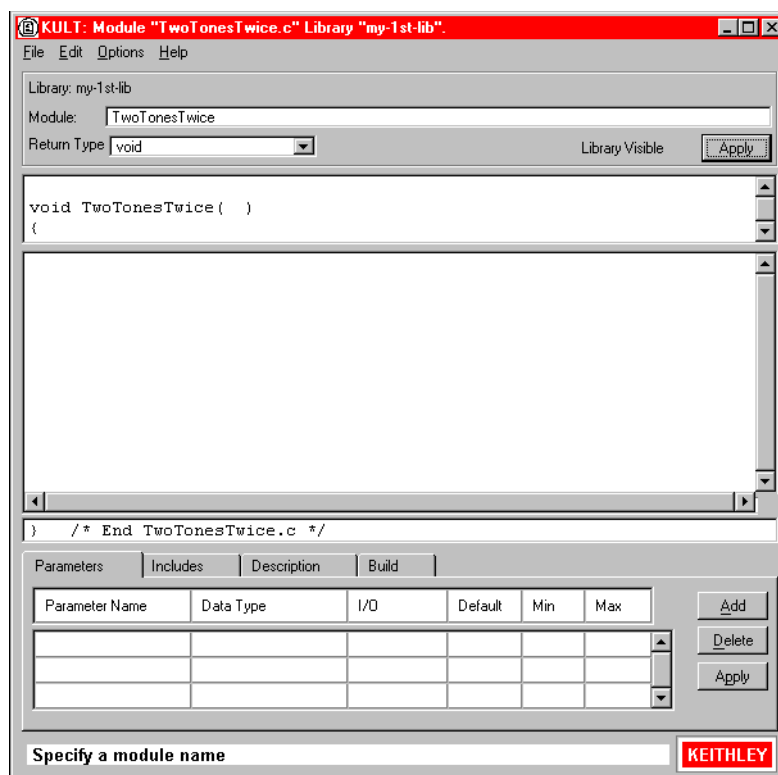 KULT: Module "TwoTonesTwice.c" Library "my-1st-lib".
File Edit Options Help
Library: my-1st-lib
Module: TwoTonesTwice
Return Type void Library Visible Apply
void TwoTonesTwice( )
{
} /* End TwoTonesTwice.c */
Parameters Includes Description Build
Parameter Name Data Type I/O Default Min Max Add
Delete
Apply
Specify a module name KEITHLEY